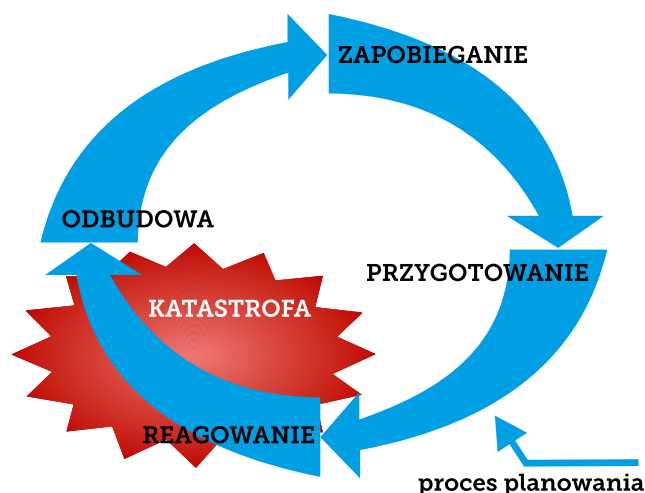 ZAPOBIEGANIE
ODBUDOWA
PRZYGOTOWANIE
KATASTROFA
REAGOWANIE
proces planowania